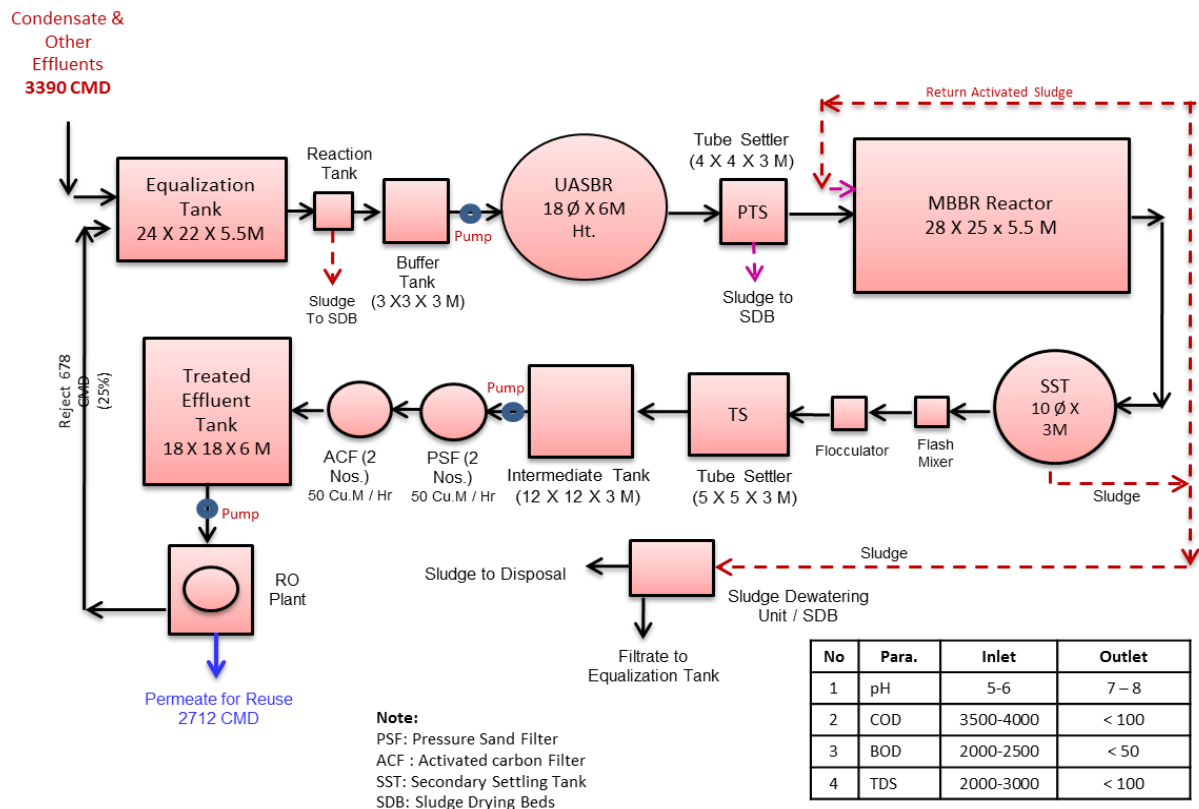 Condensate &
Other
Effluents
3390 CMD
Equalization
Tank
24 X 22 X 5.5M
Reaction
Tank
Sludge
To SDB
Buffer
Tank
(3 X3 X 3 M)
Pump
UASBR
18 Ø X 6M
Ht.
Tube Settler
(4 X 4 X 3 M)
PTS
Sludge to
SDB
Return Activated Sludge
MBBR Reactor
28 X 25 x 5.5 M
Reject 678
CMD
(25%)
Treated
Effluent
Tank
18 X 18 X 6 M
ACF (2
Nos.)
50 Cu.M / Hr
PSF (2
Nos.)
50 Cu.M / Hr
Pump
Intermediate Tank
(12 X 12 X 3 M)
TS
Tube Settler
(5 X 5 X 3 M)
Flocculator
Flash
Mixer
SST
10 Ø X
3M
Sludge
Pump
RO
Plant
Permeate for Reuse
2712 CMD
Sludge to Disposal
Sludge
Sludge Dewatering
Unit / SDB
Filtrate to
Equalization Tank
Note:
PSF: Pressure Sand Filter
ACF : Activated carbon Filter
SST: Secondary Settling Tank
SDB: Sludge Drying Beds
No Para. Inlet Outlet
1 pH 5-6 7 – 8
2 COD 3500-4000 < 100
3 BOD 2000-2500 < 50
4 TDS 2000-3000 < 100